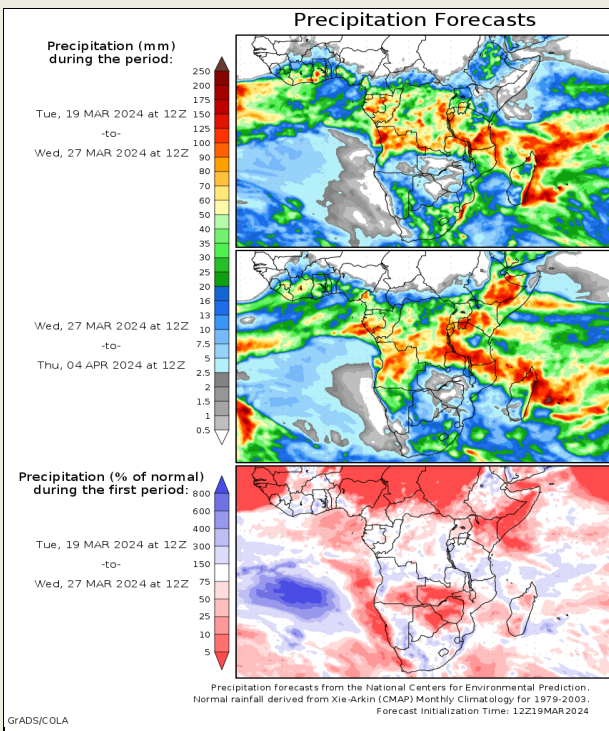 Precipitation Forecasts
Precipitation (mm)
during the period:
Tue, 19 MAR 2024 at 12Z
-to-
Wed, 27 MAR 2024 at 12Z
250
200
175
150
125
100
90
80
70
60
50
40
35
30
25
20
16
13
10
7.5
5
2.5
2
1.5
1
0.5
Wed, 27 MAR 2024 at 12Z
-to-
Thu, 04 APR 2024 at 12Z
Precipitation (% of normal)
during the first period:
Tue, 19 MAR 2024 at 12Z
-to-
Wed, 27 MAR 2024 at 12Z
800
600
400
300
150
75
50
25
10
5
Precipitation forecasts from the National Centers for Environmental Prediction.
Normal rainfall derived from Xie-Arkin (CMAP) Monthly Climatology for 1979-2003.
Forecast Initialization Time: 12Z19MAR2024
GrADS/COLA